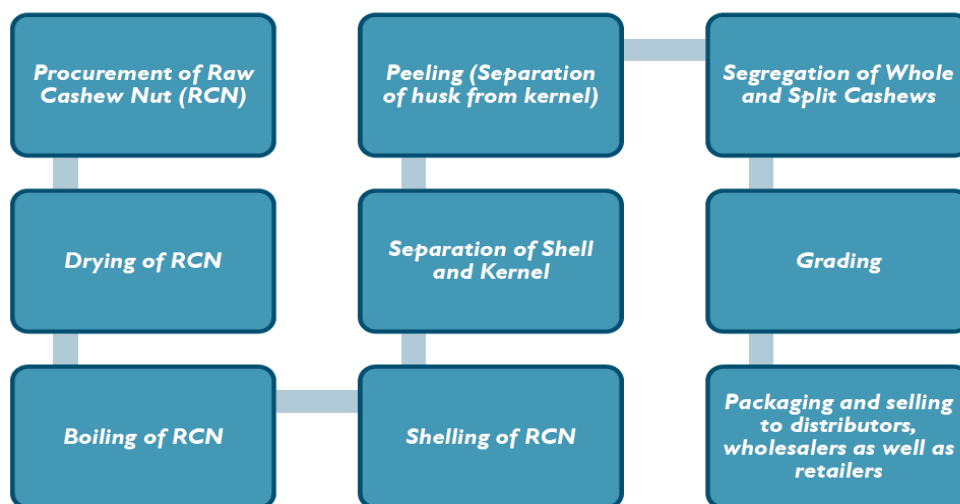 Procurement of Raw
Cashew Nut (RCN)
Drying of RCN
Boiling of RCN
Shelling of RCN
Separation of Shell
and Kernel
Peeling (Separation
of husk from kernel)
Segregation of Whole
and Split Cashews
Grading
Packaging and selling
to distributors,
wholesalers as well as
retailers